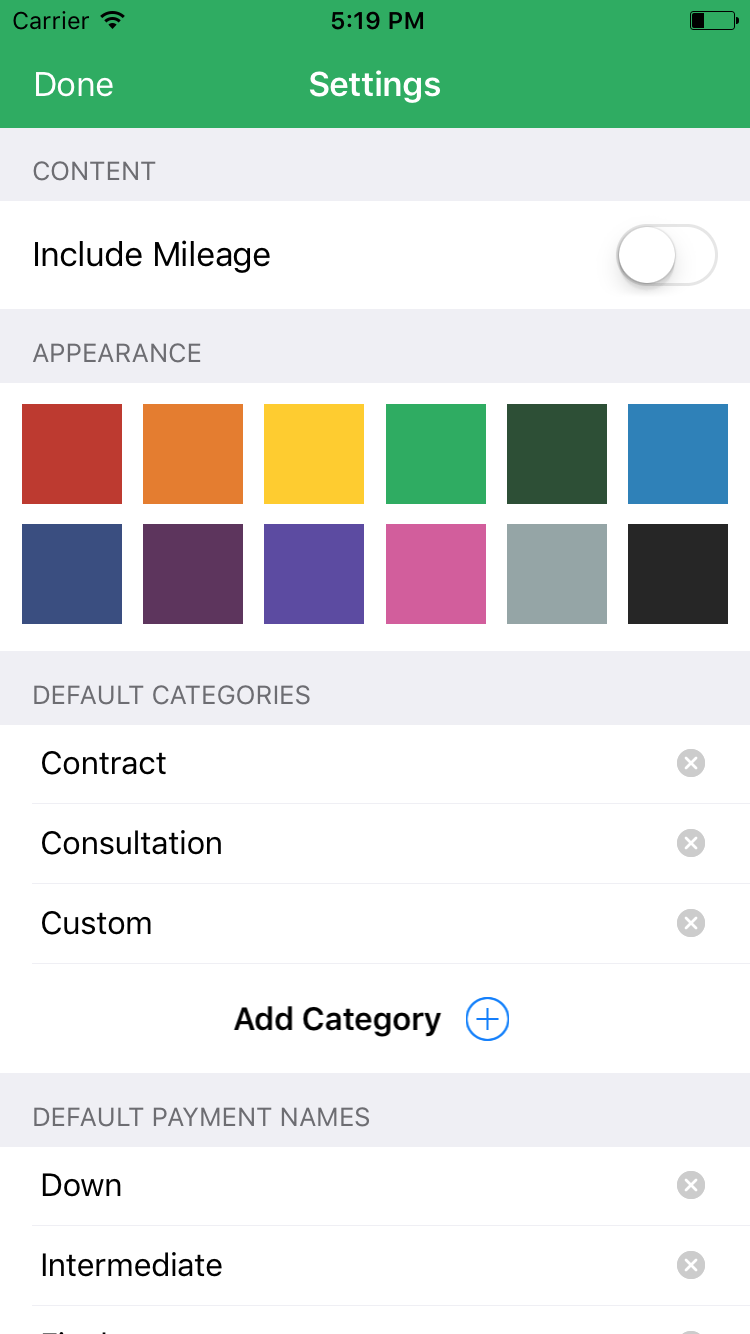 Carrier 5:19 PM
Done Settings
CONTENT
Include Mileage
APPEARANCE
DEFAULT CATEGORIES
Contract
Consultation
Custom
Add Category
DEFAULT PAYMENT NAMES
Down
Intermediate